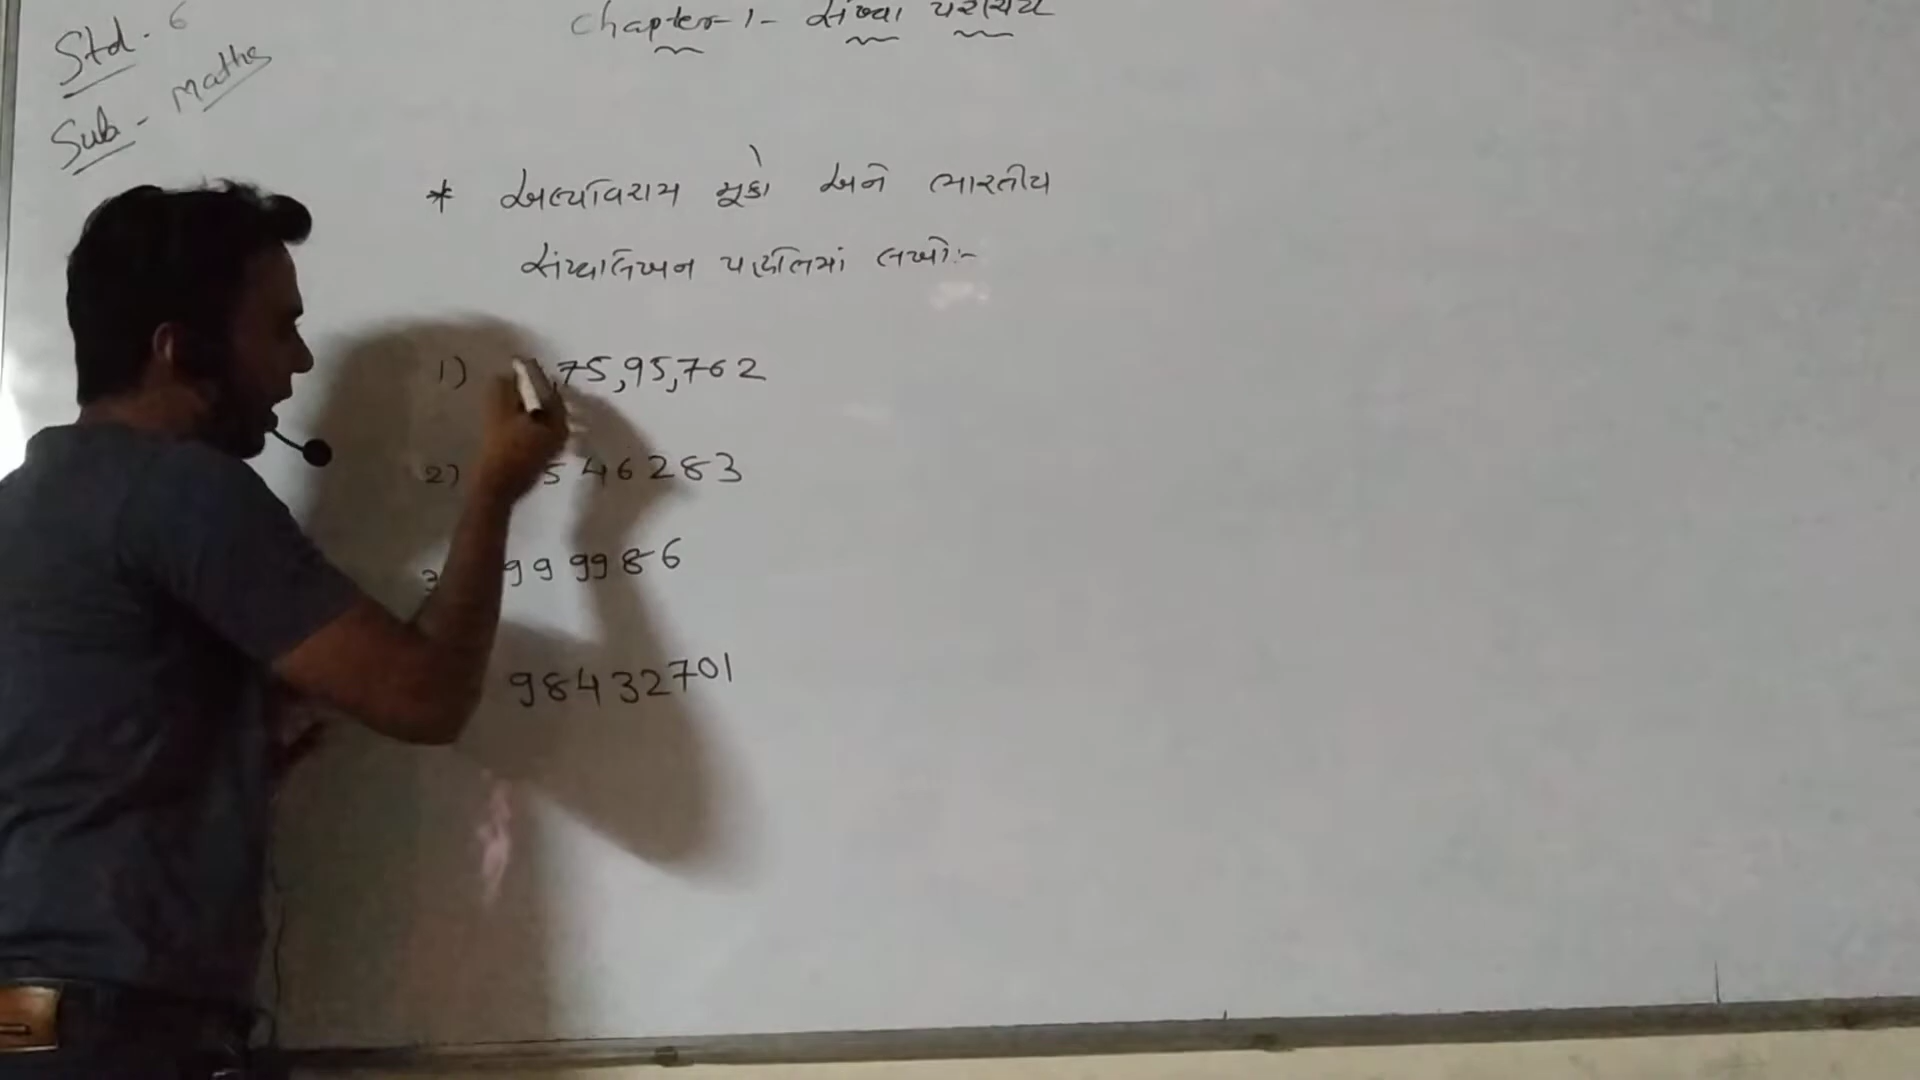 Std. 6
Sub - Maths
Chapter-1- સંખ્યા પરિચય
* અલ્પવિરામ મૂકો અને ભારતીય
સંખ્યાલેખન પદ્ધતિમાં લખો:-
1) ,75,95,762
2) 546283
999986
98432701